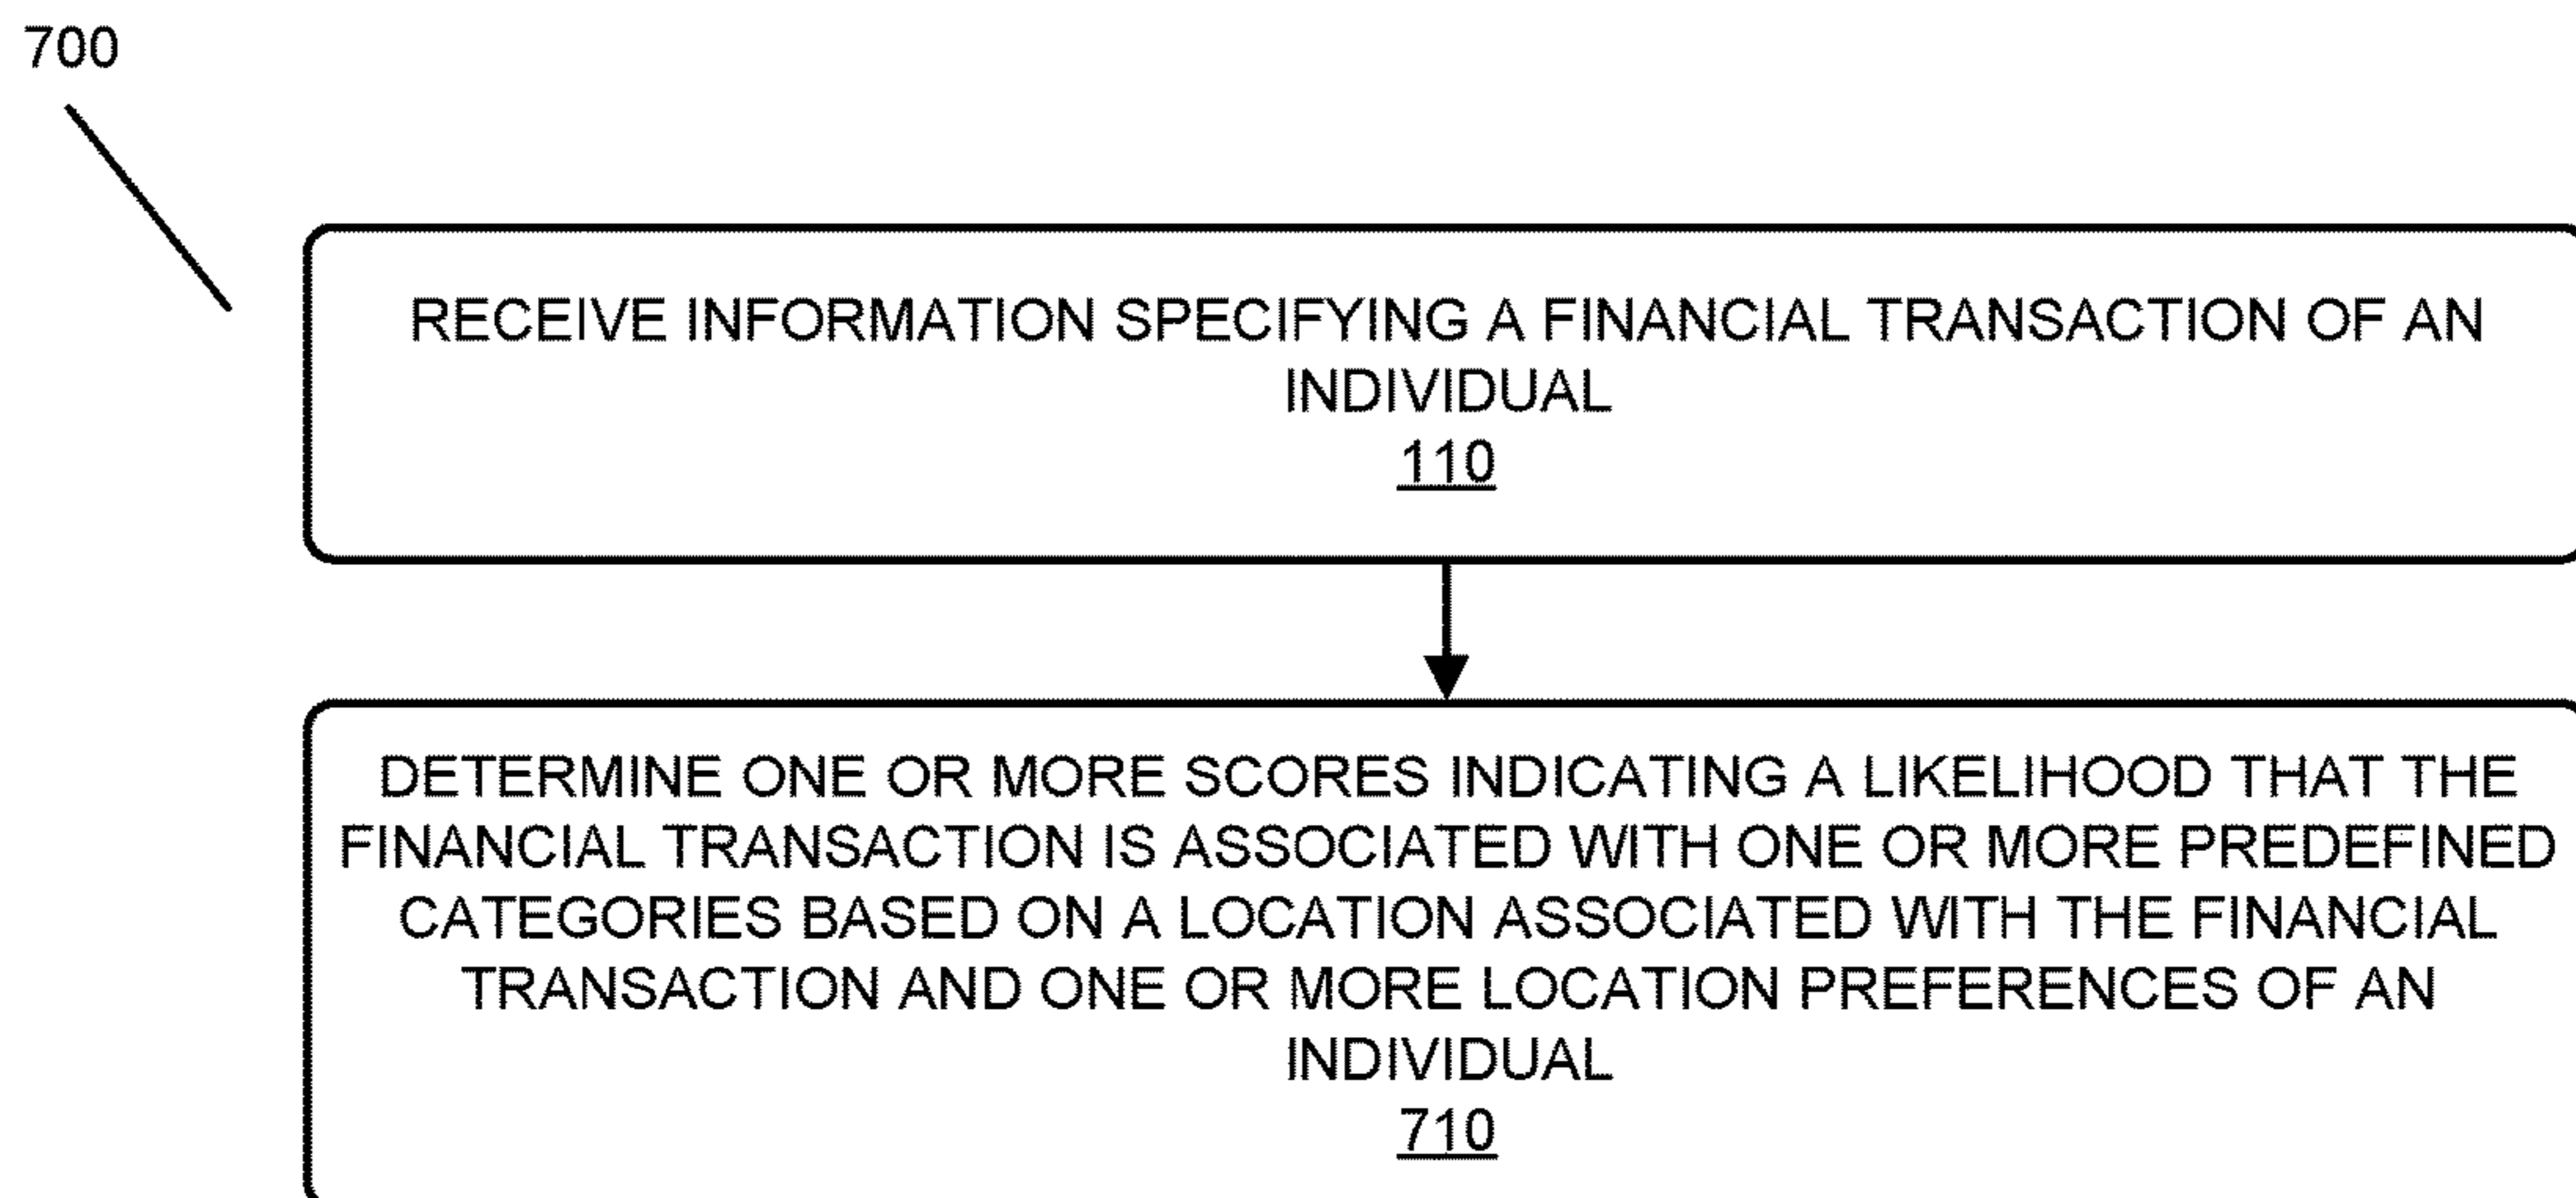 700
RECEIVE INFORMATION SPECIFYING A FINANCIAL TRANSACTION OF AN
INDIVIDUAL
110
DETERMINE ONE OR MORE SCORES INDICATING A LIKELIHOOD THAT THE
FINANCIAL TRANSACTION IS ASSOCIATED WITH ONE OR MORE PREDEFINED
CATEGORIES BASED ON A LOCATION ASSOCIATED WITH THE FINANCIAL
TRANSACTION AND ONE OR MORE LOCATION PREFERENCES OF AN
INDIVIDUAL
710